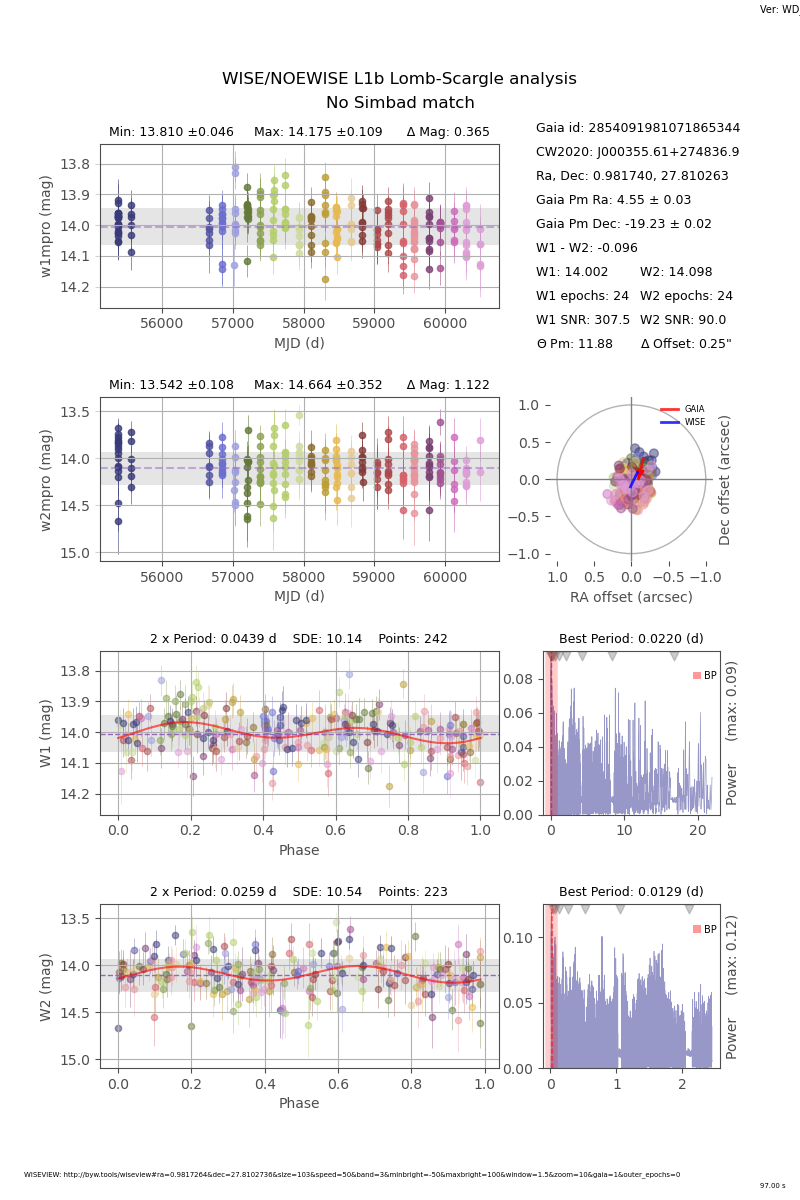 Ver: WD_
WISE/NOEWISE L1b Lomb-Scargle analysis
No Simbad match
Min: 13.810 ±0.046 Max: 14.175 ±0.109 Δ Mag: 0.365
13.8
13.9
14.0
14.1
14.2
w1mpro (mag)
56000 57000 58000 59000 60000
MJD (d)
Gaia id: 2854091981071865344
CW2020: J000355.61+274836.9
Ra, Dec: 0.981740, 27.810263
Gaia Pm Ra: 4.55 ± 0.03
Gaia Pm Dec: -19.23 ± 0.02
W1 - W2: -0.096
W1: 14.002 W2: 14.098
W1 epochs: 24 W2 epochs: 24
W1 SNR: 307.5 W2 SNR: 90.0
Θ Pm: 11.88 Δ Offset: 0.25"
Min: 13.542 ±0.108 Max: 14.664 ±0.352 Δ Mag: 1.122
13.5
14.0
14.5
15.0
w2mpro (mag)
56000 57000 58000 59000 60000
MJD (d)
1.0
0.5
0.0
−0.5
−1.0
GAIA
WISE
Dec offset (arcsec)
1.0 0.5 0.0 −0.5 −1.0
RA offset (arcsec)
2 x Period: 0.0439 d SDE: 10.14 Points: 242
13.8
13.9
14.0
14.1
14.2
W1 (mag)
0.0 0.2 0.4 0.6 0.8 1.0
Phase
Best Period: 0.0220 (d)
0.08
0.06
0.04
0.02
0.00
BP
Power (max: 0.09)
0 10 20
2 x Period: 0.0259 d SDE: 10.54 Points: 223
13.5
14.0
14.5
15.0
W2 (mag)
0.0 0.2 0.4 0.6 0.8 1.0
Phase
Best Period: 0.0129 (d)
0.10
0.05
0.00
BP
Power (max: 0.12)
0 1 2
WISEVIEW: http://byw.tools/wiseview#ra=0.9817264&dec=27.8102736&size=103&speed=50&band=3&minbright=-50&maxbright=100&window=1.5&zoom=10&gaia=1&outer_epochs=0
97.00 s